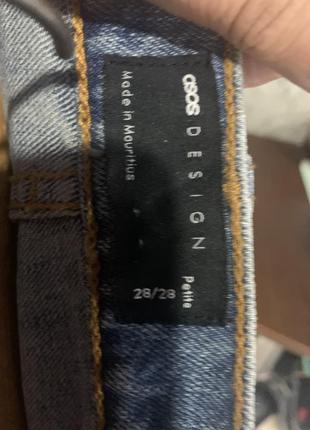 asos DESIGN
Petite
Made in Mauritius
28/28